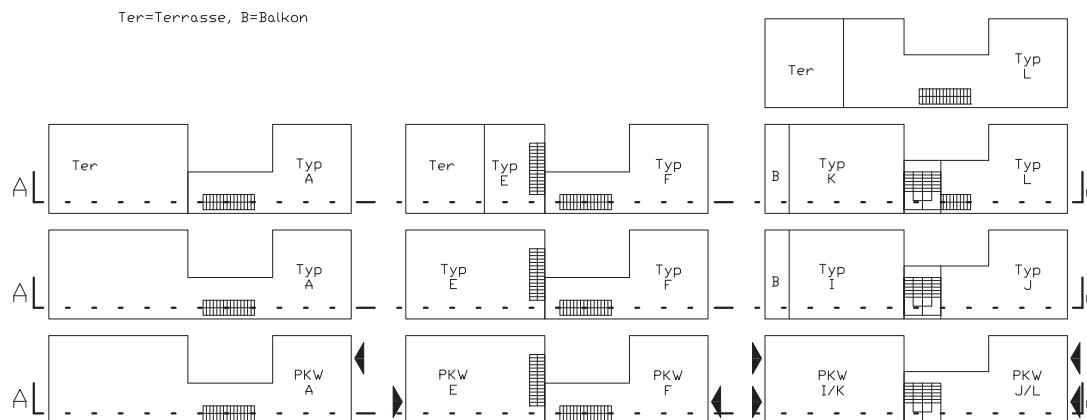 Ter=Terrasse, B=Balkon
Ter
Typ
L
A
Ter
Typ
A
Ter
Typ
E
Typ
F
B
Typ
K
Typ
L
A
Typ
A
Typ
E
Typ
F
B
Typ
I
Typ
J
A
PKW
A
PKW
E
PKW
F
PKW
I/K
PKW
J/L